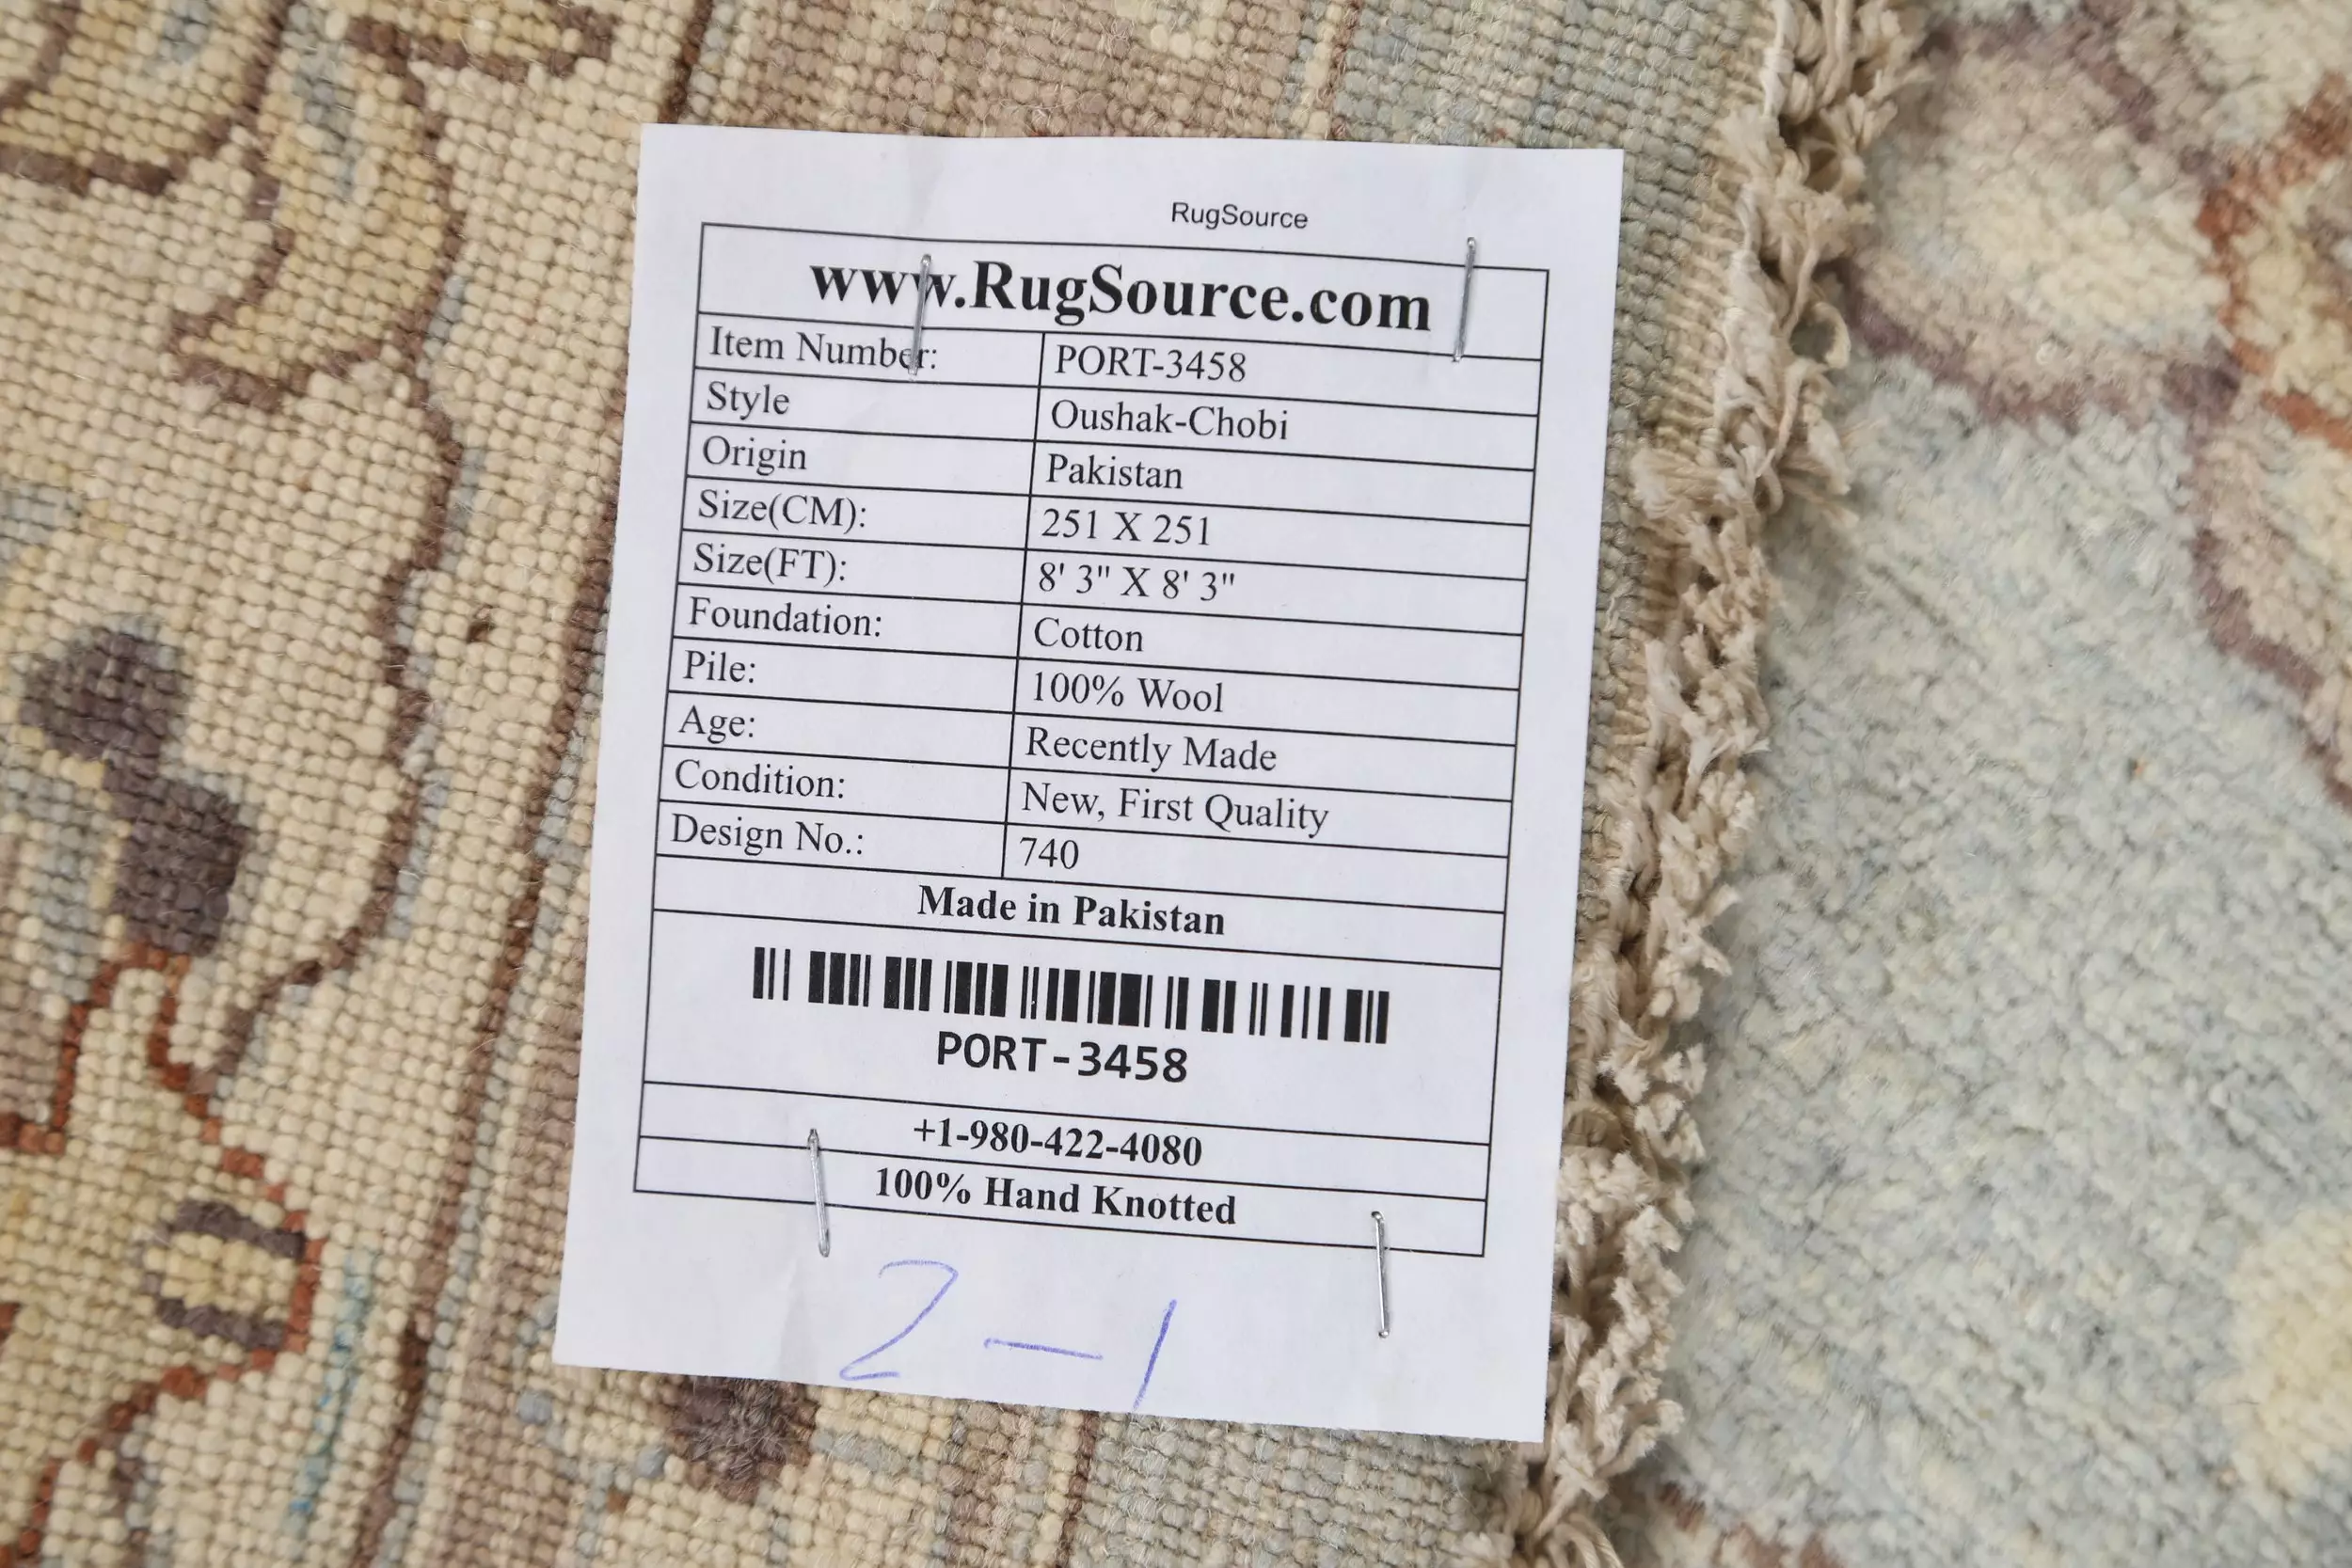 RugSource
www.RugSource.com
Item Number: PORT-3458
Style Oushak-Chobi
Origin Pakistan
Size(CM): 251 X 251
Size(FT): 8' 3" X 8' 3"
Foundation: Cotton
Pile: 100% Wool
Age: Recently Made
Condition: New, First Quality
Design No.: 740
Made in Pakistan
PORT-3458
+1-980-422-4080
100% Hand Knotted
2-1